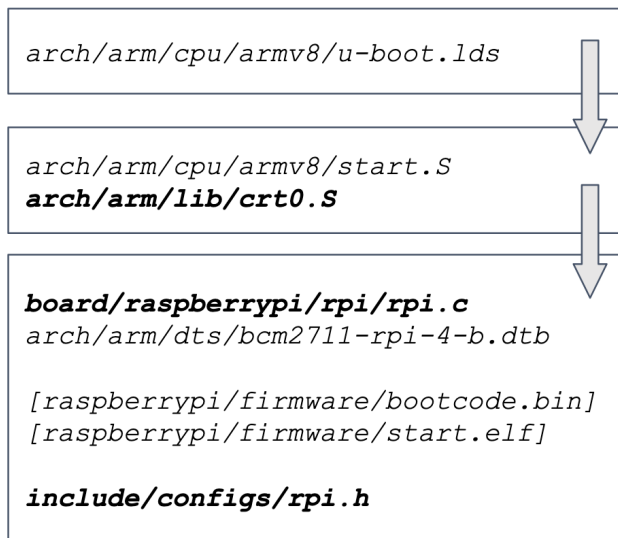 arch/arm/cpu/armv8/u-boot.lds
arch/arm/cpu/armv8/start.S
arch/arm/lib/crt0.S
board/raspberrypi/rpi/rpi.c
arch/arm/dts/bcm2711-rpi-4-b.dtb
[raspberrypi/firmware/bootcode.bin]
[raspberrypi/firmware/start.elf]
include/configs/rpi.h